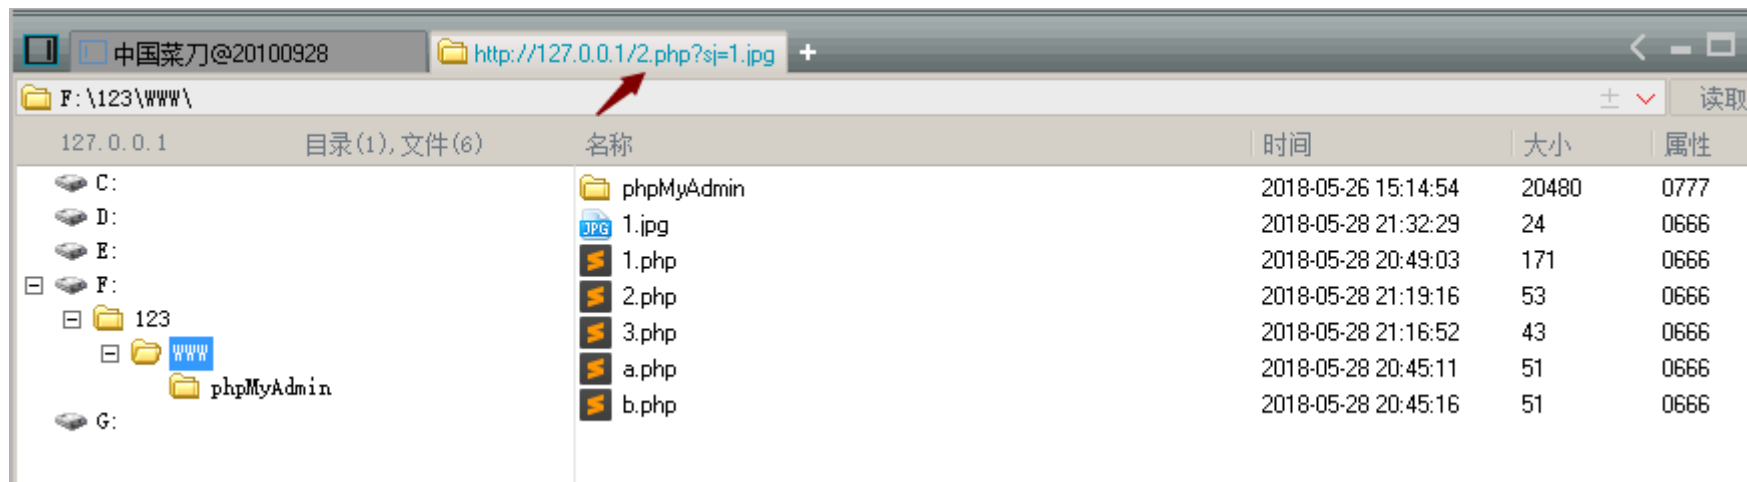 中国菜刀@20100928 http://127.0.0.1/2.php?sj=1.jpg +
F:\123\WWW\ 读取
127.0.0.1 目录(1),文件(6) 名称 时间 大小 属性
C: phpMyAdmin 2018-05-26 15:14:54 20480 0777
D: JPG 1.jpg 2018-05-28 21:32:29 24 0666
E: 1.php 2018-05-28 20:49:03 171 0666
F: 2.php 2018-05-28 21:19:16 53 0666
123 3.php 2018-05-28 21:16:52 43 0666
WWW a.php 2018-05-28 20:45:11 51 0666
phpMyAdmin b.php 2018-05-28 20:45:16 51 0666
G: